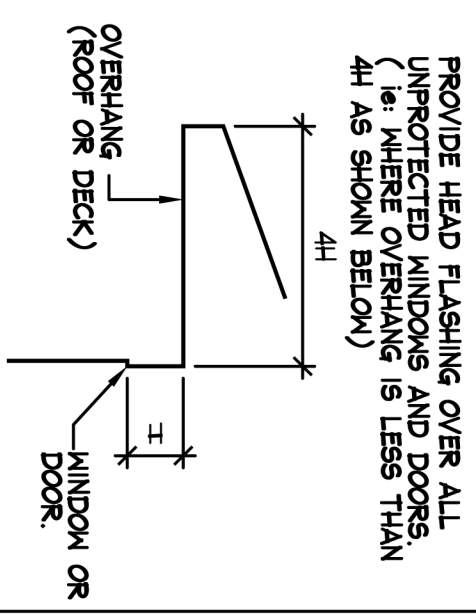 PROVIDE HEAD FLASHING OVER ALL
UNPROTECTED WINDOWS AND DOORS.
( ie: WHERE OVERHANG IS LESS THAN
4H AS SHOWN BELOW)
4H
OVERHANG
(ROOF OR DECK)
H
WINDOW OR
DOOR.